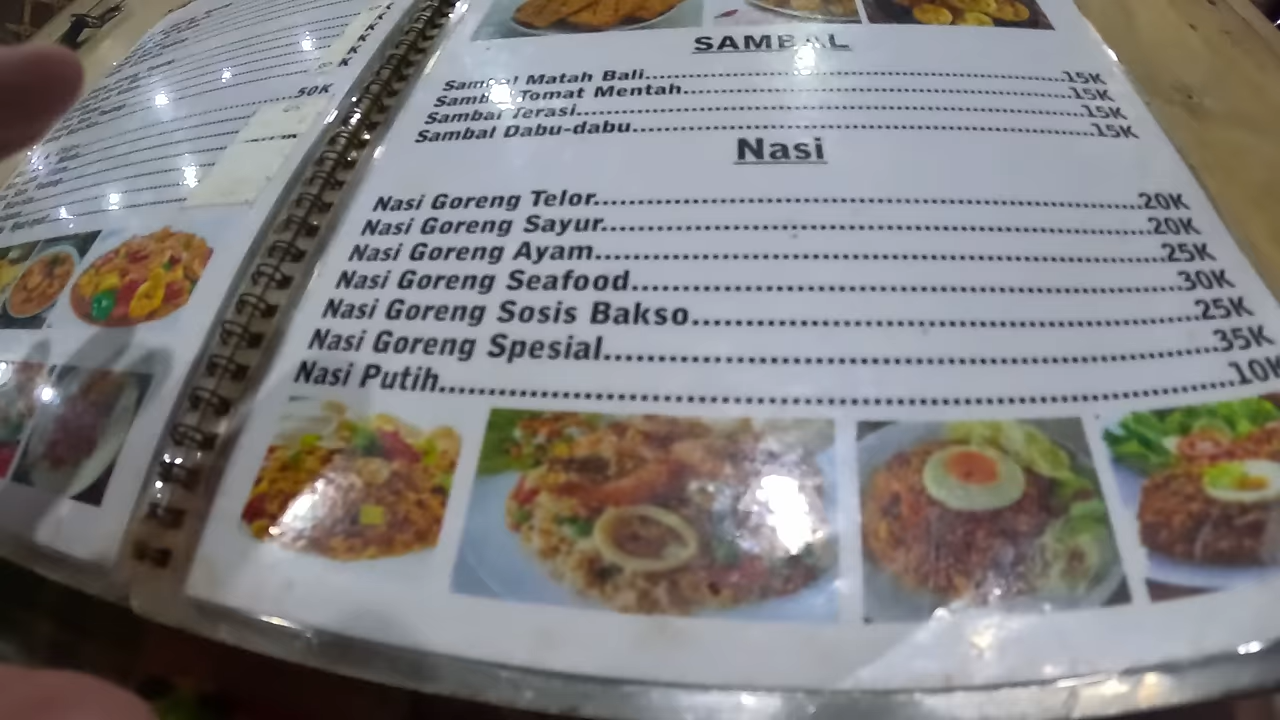 50K
SAMBAL
Sambal Matah Bali 15K
Sambal Tomat Mentah 15K
Sambal Terasi 15K
Sambal Dabu-dabu 15K
Nasi
Nasi Goreng Telor 20K
Nasi Goreng Sayur 20K
Nasi Goreng Ayam 25K
Nasi Goreng Seafood 30K
Nasi Goreng Sosis Bakso 25K
Nasi Goreng Spesial 35K
Nasi Putih 10K